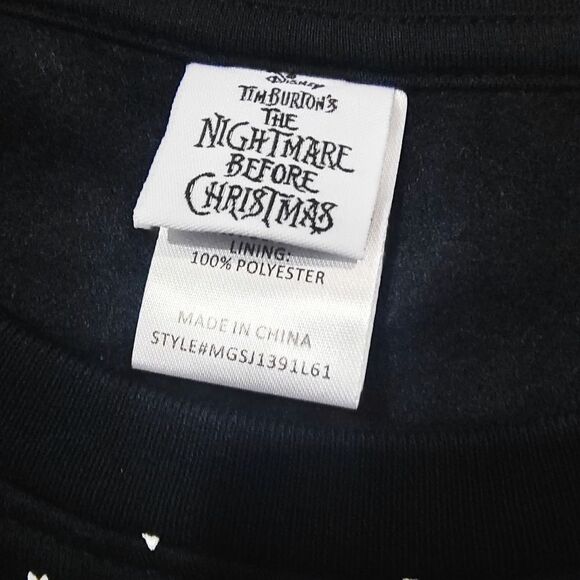 Disney
TIM BURTON'S
THE
NIGHTMARE
BEFORE
CHRISTMAS
LINING:
100% POLYESTER
MADE IN CHINA
STYLE#MGSJ1391L61